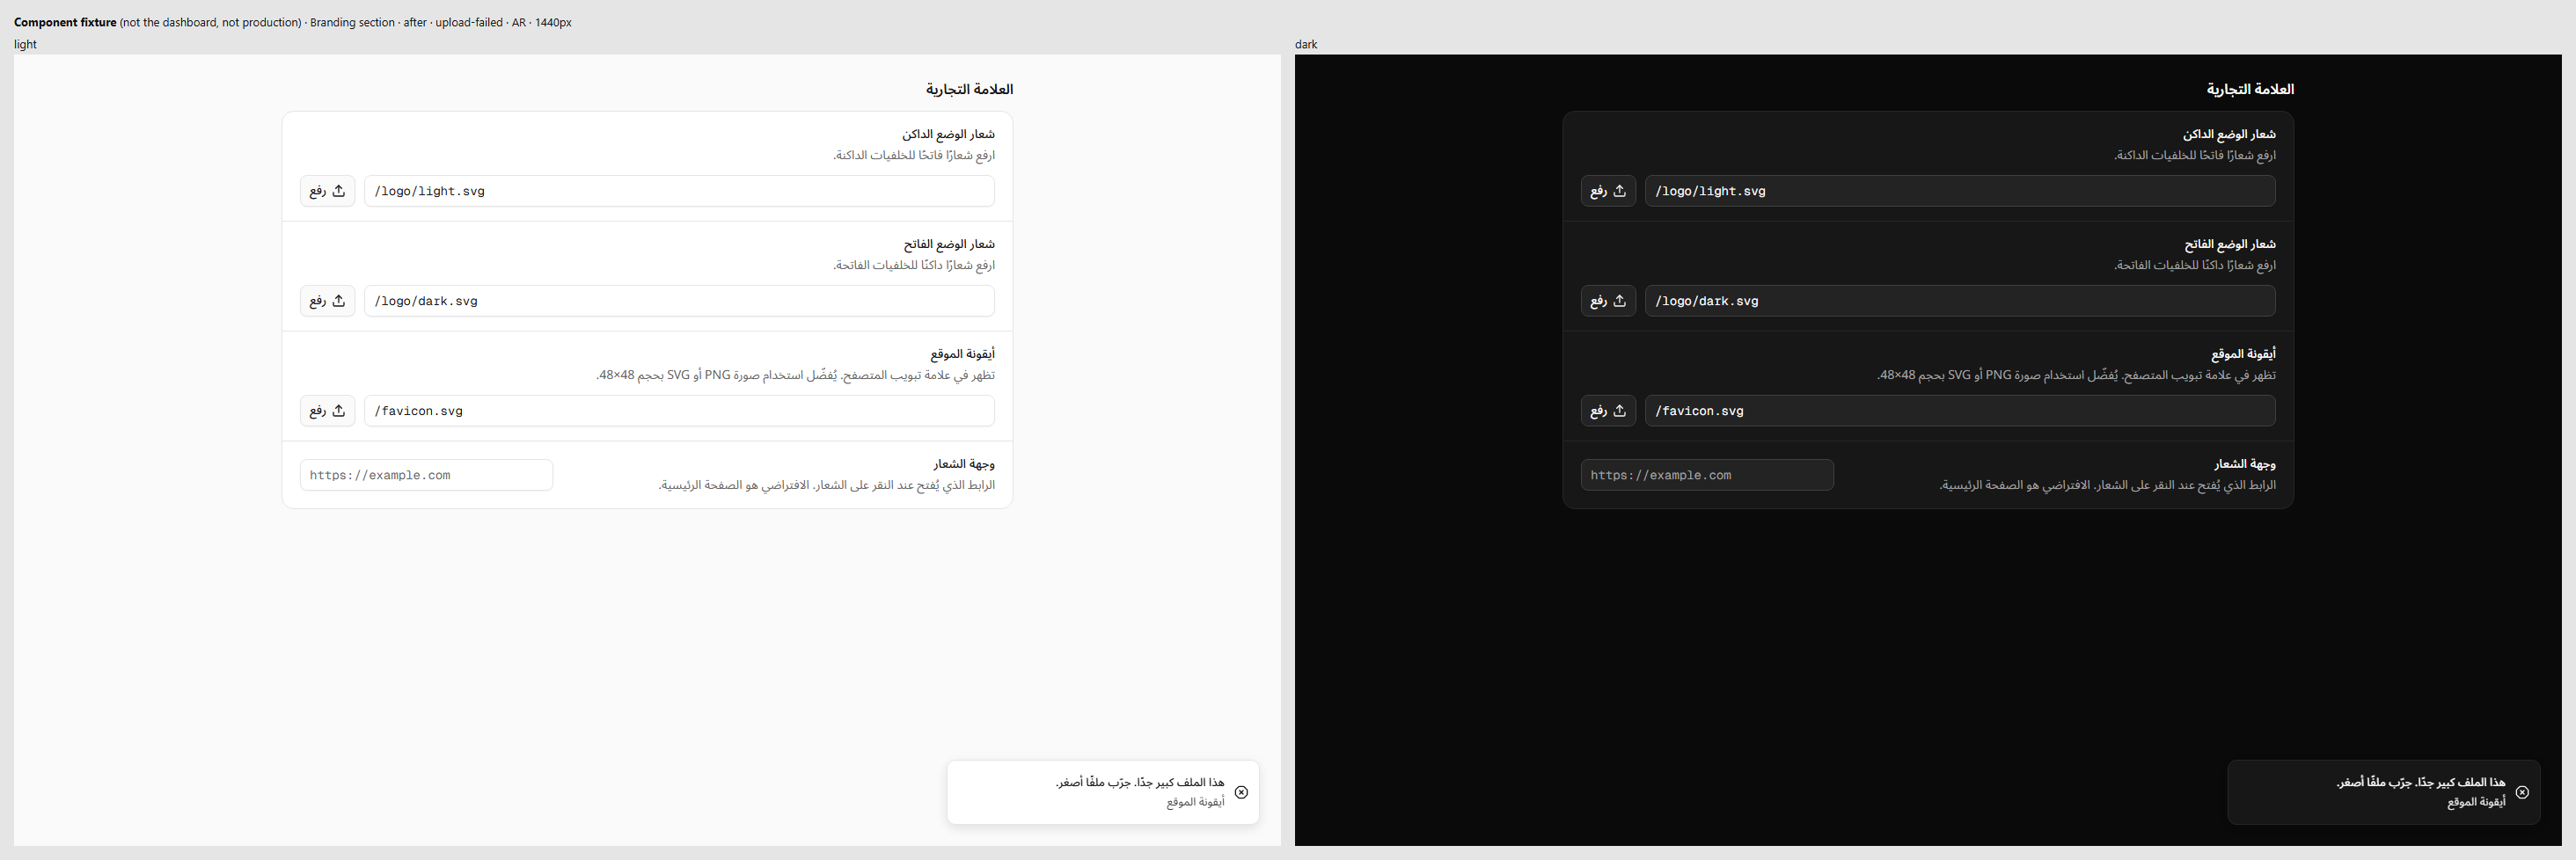 Component fixture (not the dashboard, not production) · Branding section · after · upload-failed · AR · 1440px
light
العلامة التجارية
شعار الوضع الداكن
ارفع شعارًا فاتحًا للخلفيات الداكنة.
/logo/light.svg
رفع
شعار الوضع الفاتح
ارفع شعارًا داكنًا للخلفيات الفاتحة.
/logo/dark.svg
رفع
أيقونة الموقع
تظهر في علامة تبويب المتصفح. يُفضّل استخدام صورة PNG أو SVG بحجم 48×48.
/favicon.svg
رفع
وجهة الشعار
الرابط الذي يُفتح عند النقر على الشعار. الافتراضي هو الصفحة الرئيسية.
https://example.com
هذا الملف كبير جدًا. جرّب ملفًا أصغر.
أيقونة الموقع
dark
العلامة التجارية
شعار الوضع الداكن
ارفع شعارًا فاتحًا للخلفيات الداكنة.
/logo/light.svg
رفع
شعار الوضع الفاتح
ارفع شعارًا داكنًا للخلفيات الفاتحة.
/logo/dark.svg
رفع
أيقونة الموقع
تظهر في علامة تبويب المتصفح. يُفضّل استخدام صورة PNG أو SVG بحجم 48×48.
/favicon.svg
رفع
وجهة الشعار
الرابط الذي يُفتح عند النقر على الشعار. الافتراضي هو الصفحة الرئيسية.
https://example.com
هذا الملف كبير جدًا. جرّب ملفًا أصغر.
أيقونة الموقع